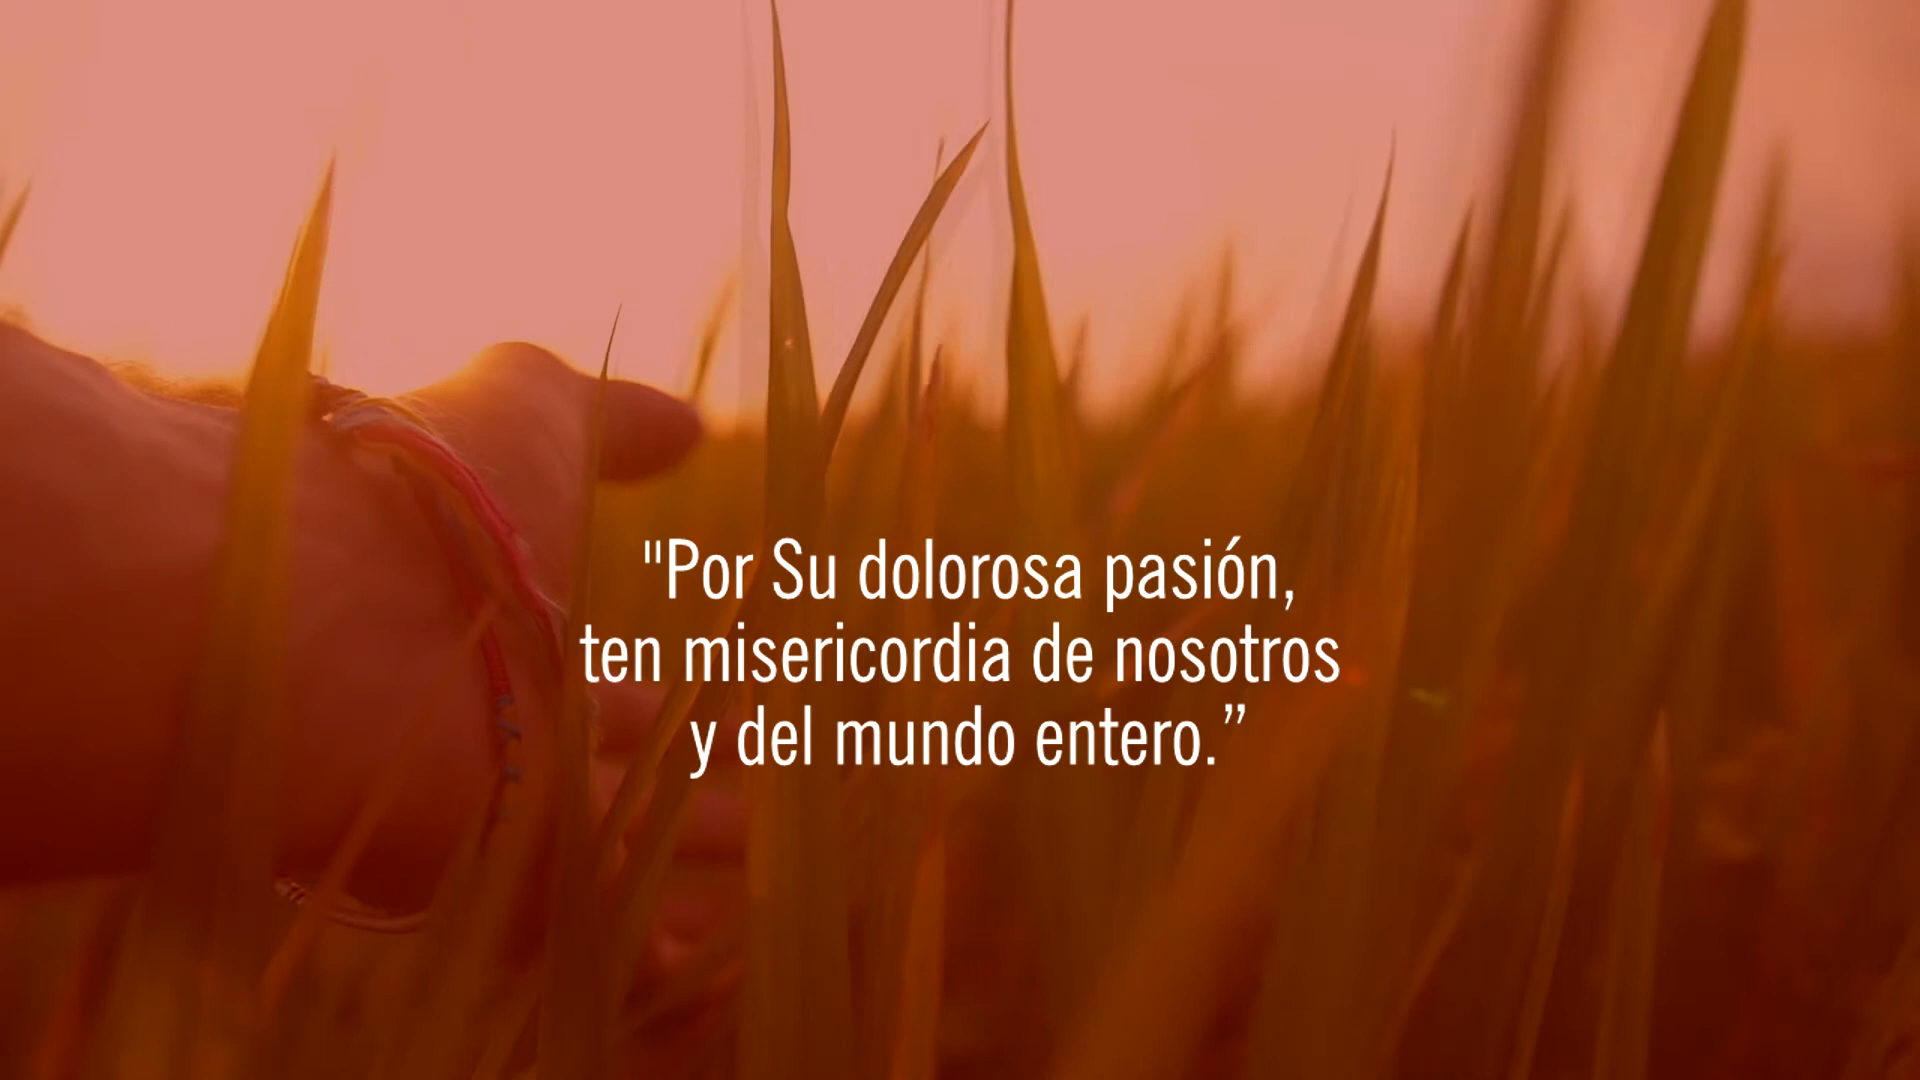 "Por Su dolorosa pasión,
ten misericordia de nosotros
y del mundo entero.”